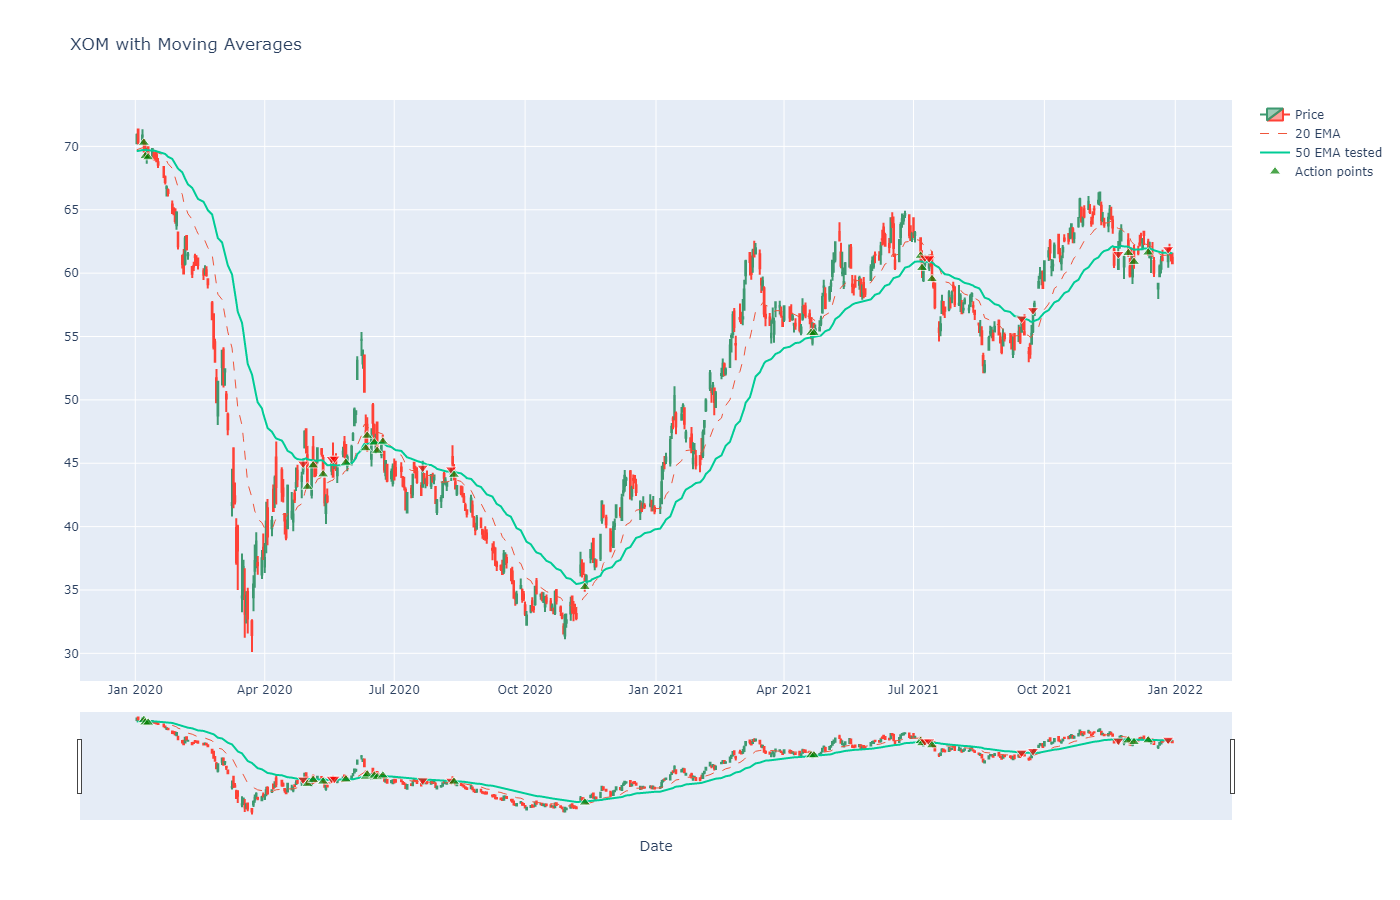 XOM with Moving Averages
Price
20 EMA
50 EMA tested
Action points
70
65
60
55
50
45
40
35
30
Jan 2020
Apr 2020
Jul 2020
Oct 2020
Jan 2021
Apr 2021
Jul 2021
Oct 2021
Jan 2022
Date